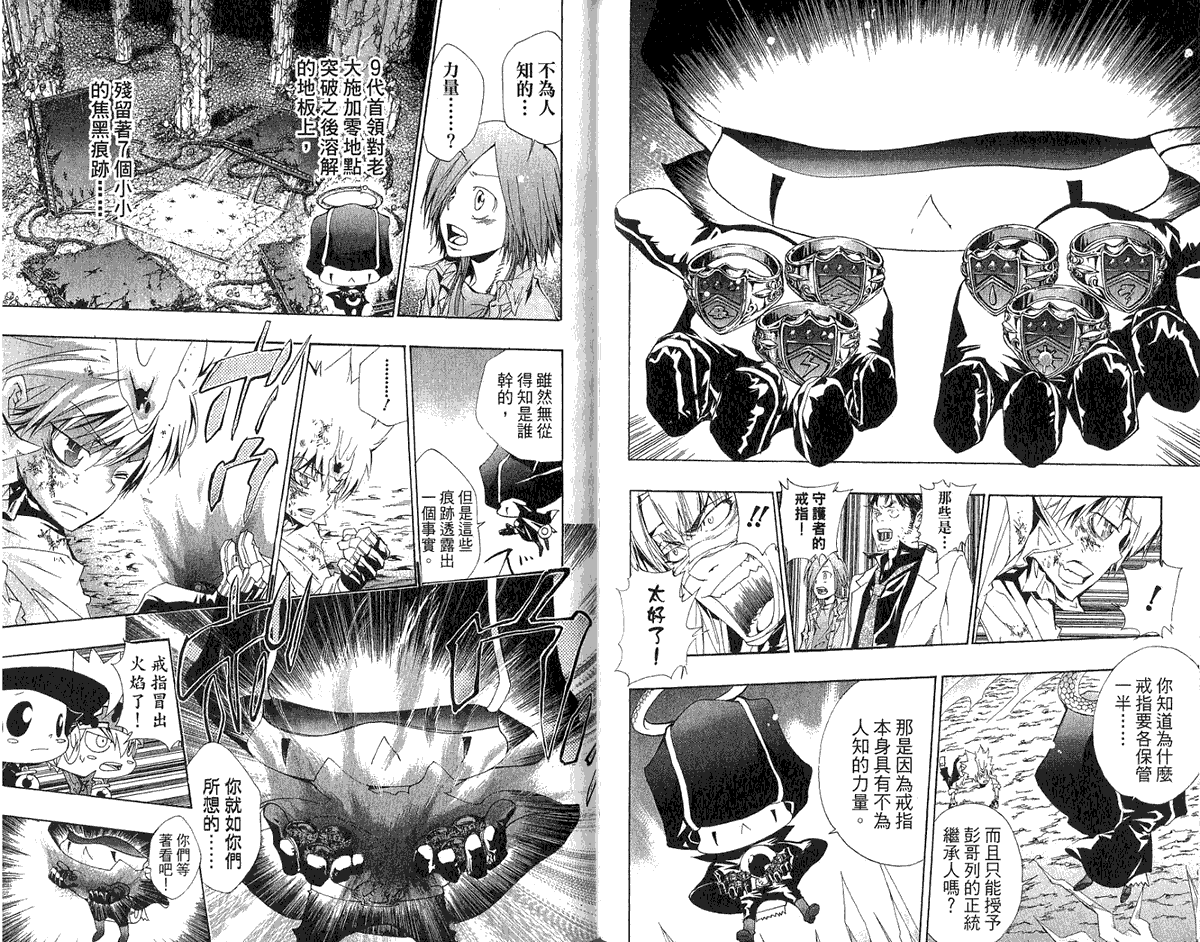 ！
那些是…
守護者的
戒指！
！！
太好了！
你知道為什麼
戒指要各保管
一半……
而且只能授予
彭哥列的正統
繼承人嗎？
那是因為戒指
本身具有不為
人知的力量。
不為人
知的…
力量……？
9代首領對老
大施加零地點
突破之後溶解
的地板上，
殘留著7個小小
的焦黑痕跡……
雖然無從
得知是誰
幹的，
但是這些
痕跡透露出
一個事實。
………！
ボウ
ボッ
戒指冒出
火焰了！
你就如你們
所想的……
你們等
著看吧！